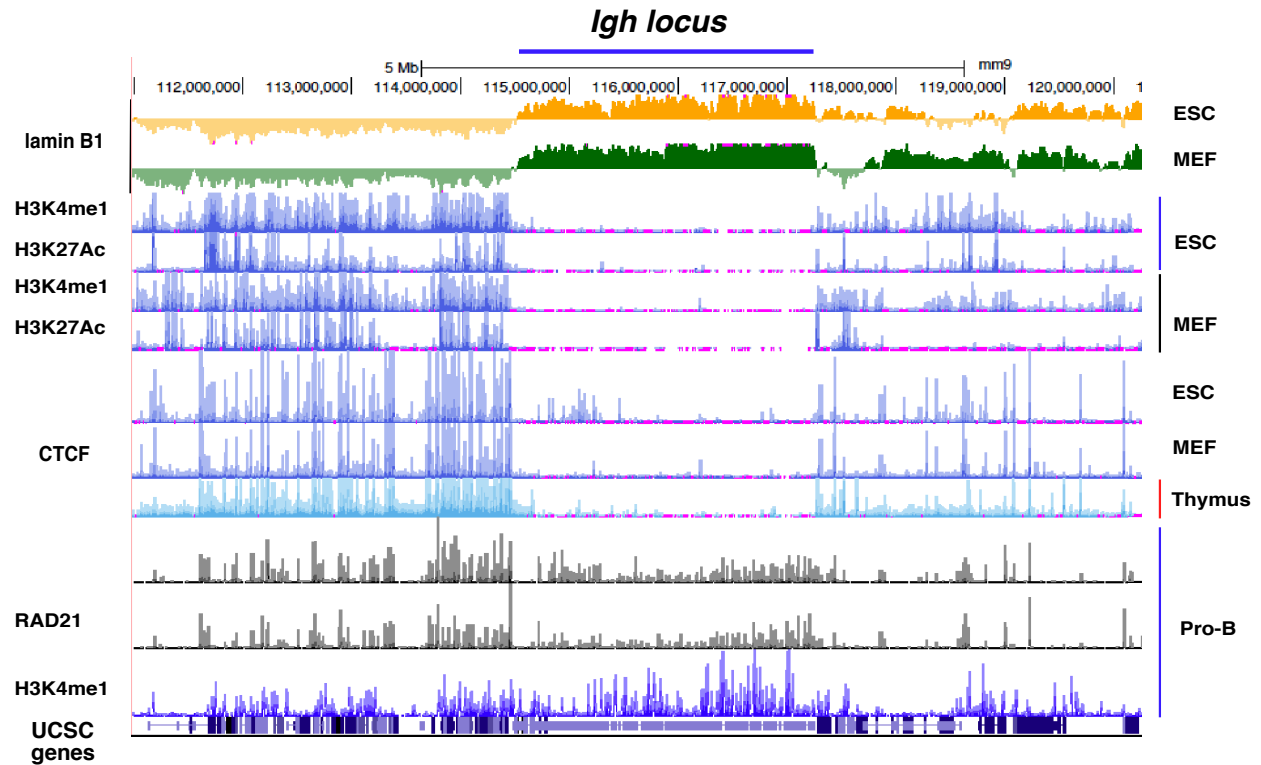 Igh locus
5 Mb mm9
112,000,000 113,000,000 114,000,000 115,000,000 116,000,000 117,000,000 118,000,000 119,000,000 120,000,000 1
ESC
lamin B1
MEF
H3K4me1
ESC
H3K27Ac
H3K4me1
MEF
H3K27Ac
ESC
CTCF
MEF
Thymus
RAD21
Pro-B
H3K4me1
UCSC
genes